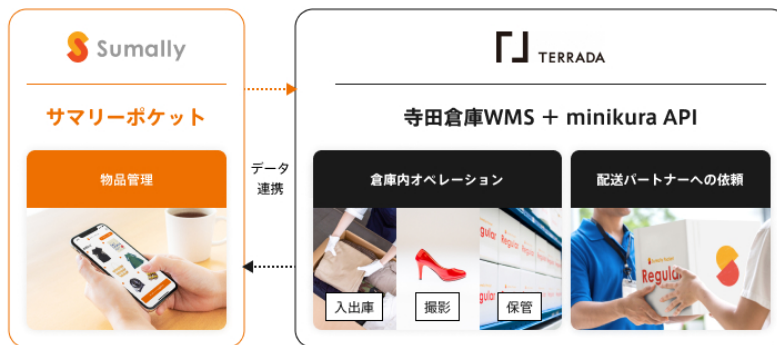 Sumally
サマリーポケット
物品管理
データ
連携
TERRADA
寺田倉庫WMS + minikura API
倉庫内オペレーション
入出庫
撮影
保管
配送パートナーへの依頼
Regular
Regular